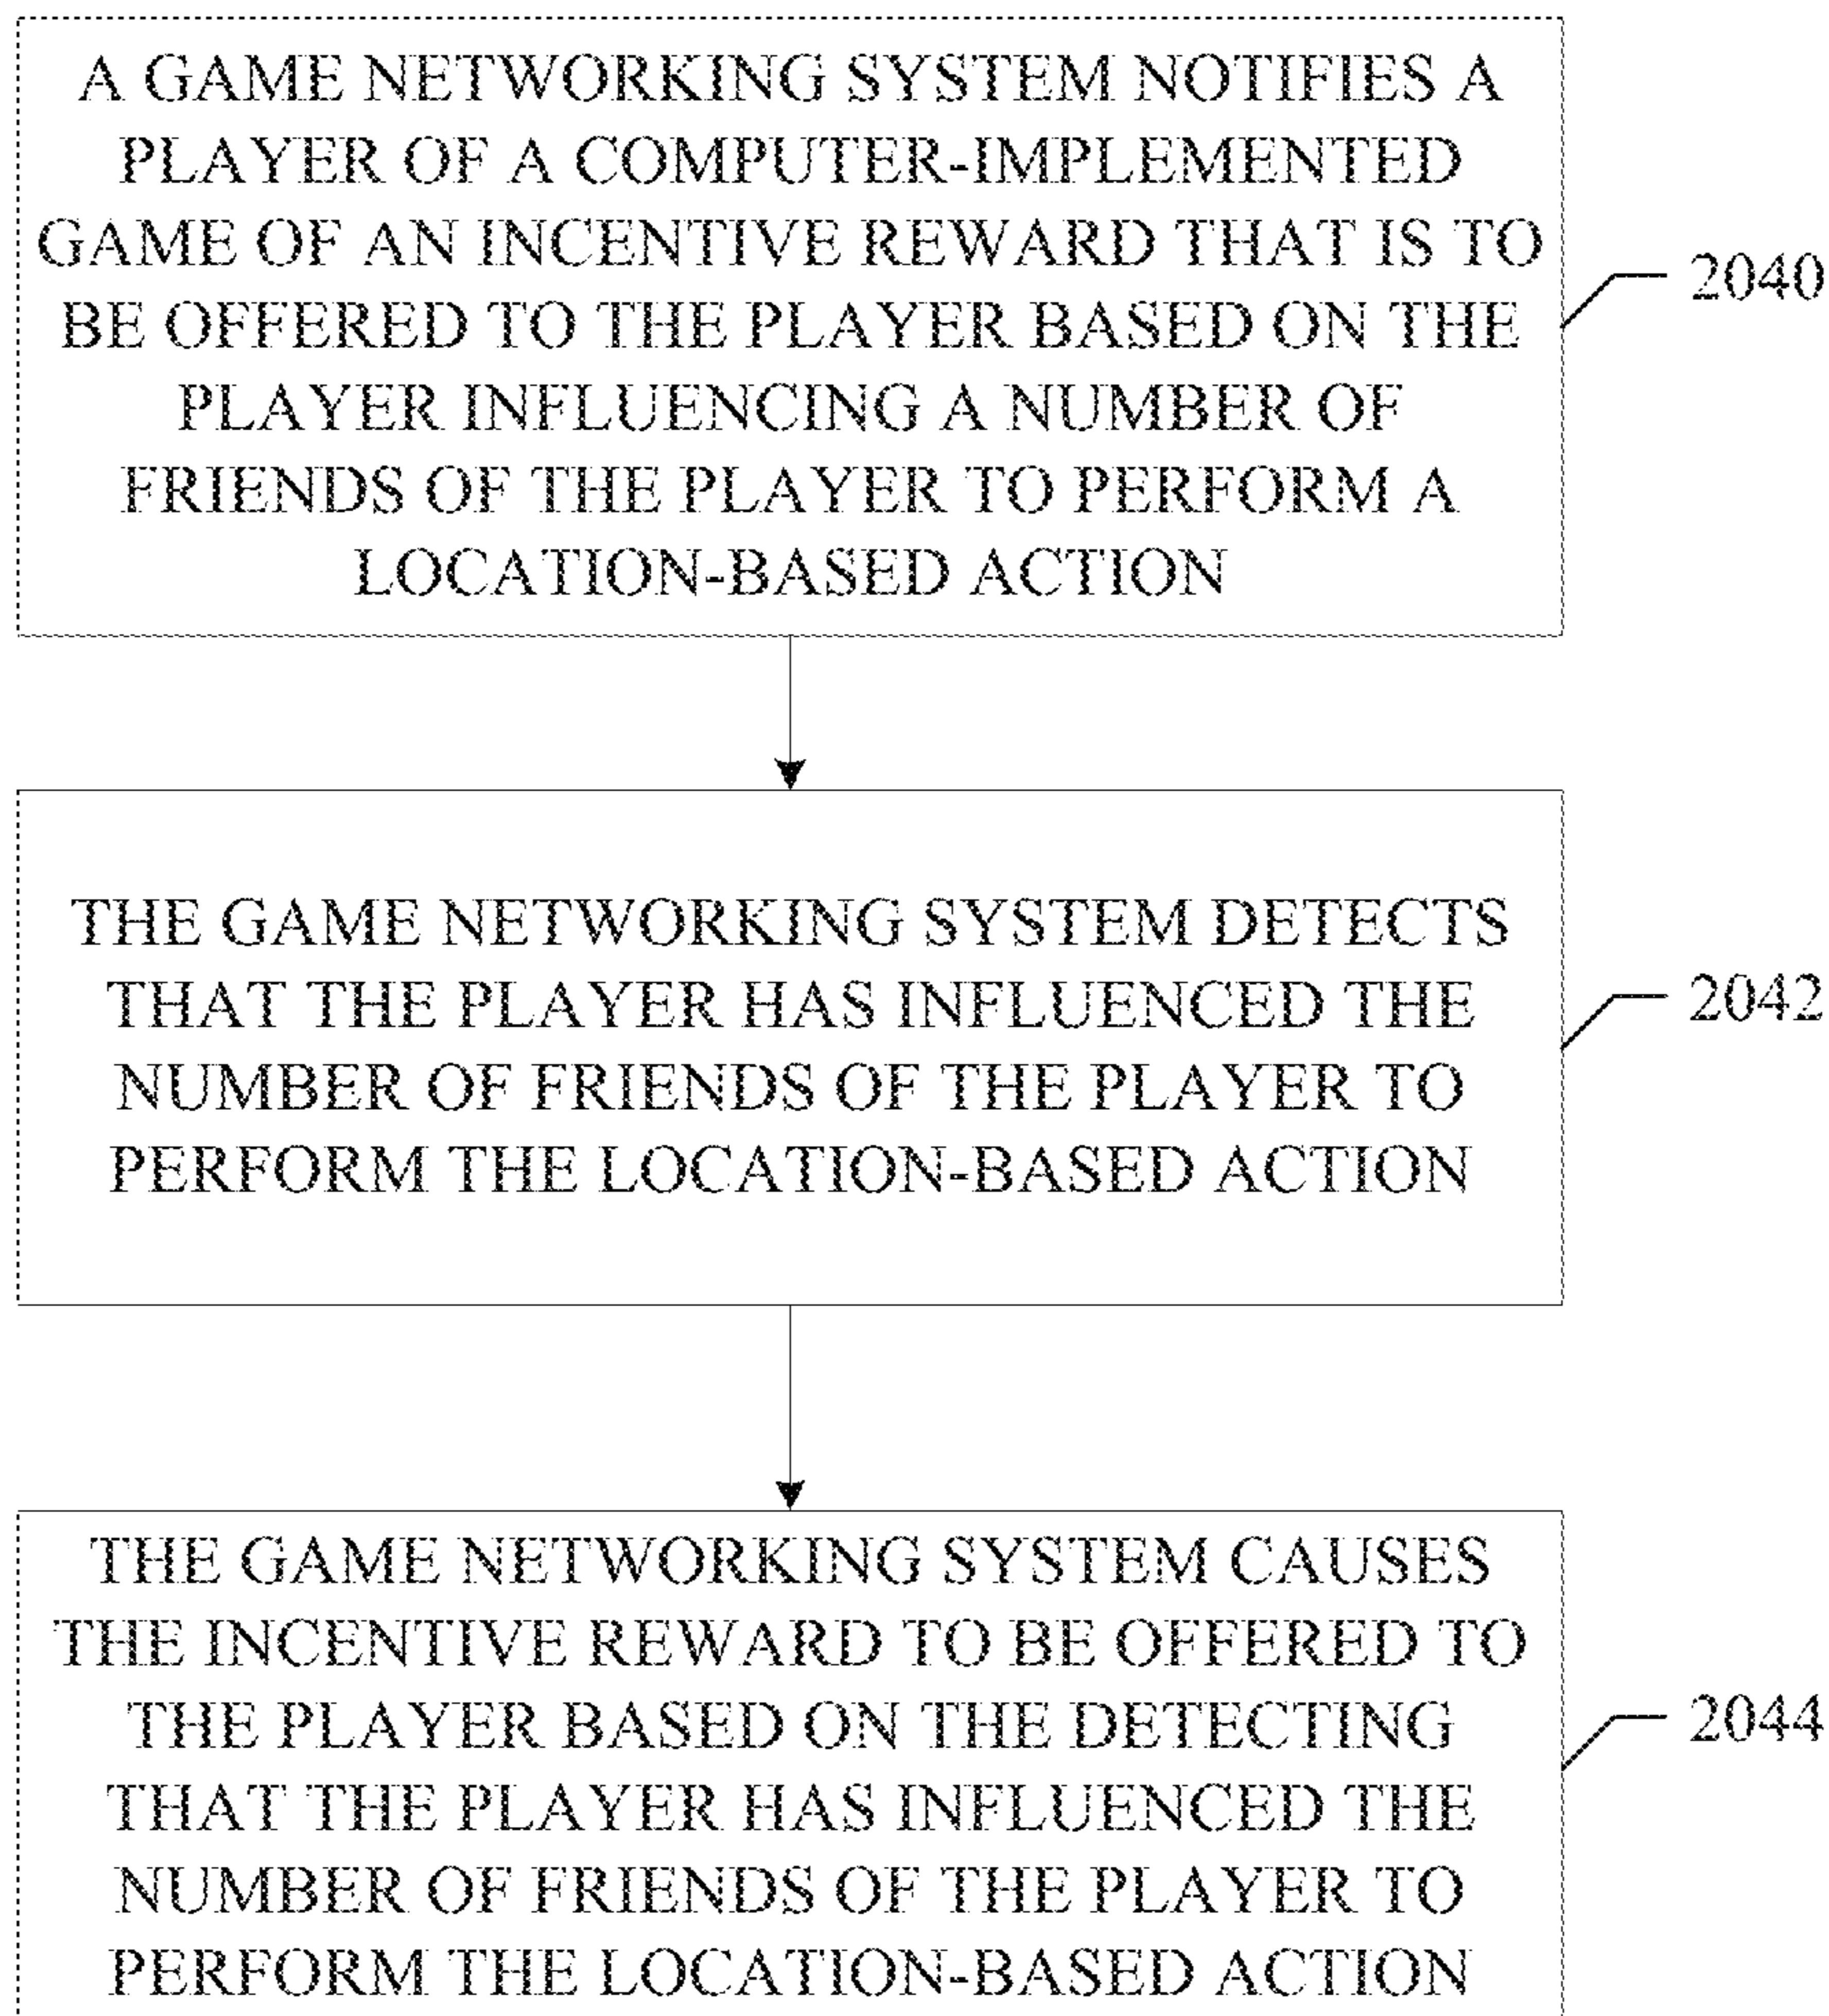 A GAME NETWORKING SYSTEM NOTIFIES A
PLAYER OF A COMPUTER-IMPLEMENTED
GAME OF AN INCENTIVE REWARD THAT IS TO
BE OFFERED TO THE PLAYER BASED ON THE
PLAYER INFLUENCING A NUMBER OF
FRIENDS OF THE PLAYER TO PERFORM A
LOCATION-BASED ACTION
2040
THE GAME NETWORKING SYSTEM DETECTS
THAT THE PLAYER HAS INFLUENCED THE
NUMBER OF FRIENDS OF THE PLAYER TO
PERFORM THE LOCATION-BASED ACTION
2042
THE GAME NETWORKING SYSTEM CAUSES
THE INCENTIVE REWARD TO BE OFFERED TO
THE PLAYER BASED ON THE DETECTING
THAT THE PLAYER HAS INFLUENCED THE
NUMBER OF FRIENDS OF THE PLAYER TO
PERFORM THE LOCATION-BASED ACTION
2044